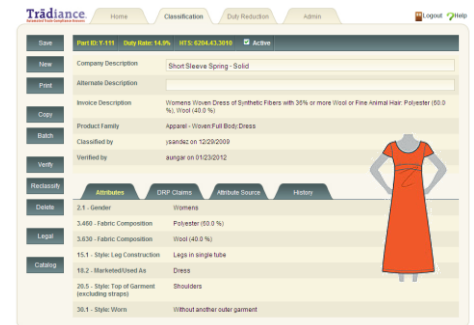 Trādiance.
Home
Classification
Duty Reduction
Admin
Logout
Help
Save
Part ID: Y-111 Duty Rate: 14.9% HTS: 6204.43.3010 Active
New
Company Description
Short Sleeve Spring - Solid
Print
Alternate Description
Invoice Description
Womens Woven Dress of Synthetic Fibers with 36% or more Wool or Fine Animal Hair: Polyester (60.0
%), Wool (40.0 %)
Copy
Batch
Product Family
Apparel - Woven Full Body Dress
Classified by
ysandez on 12/29/2009
Verify
Verified by
aungar on 01/23/2012
Reclassify
Attributes
DRP Claims
Attribute Source
History
Delete
2.1 - Gender
Womens
3.460 - Fabric Composition
Polyester (60.0 %)
Legal
3.630 - Fabric Composition
Wool (40.0 %)
15.1 - Style: Leg Construction
Legs in single tube
Catalog
18.2 - Marketed/Used As
Dress
20.5 - Style: Top of Garment
(excluding straps)
Shoulders
30.1 - Style: Worn
Without another outer garment